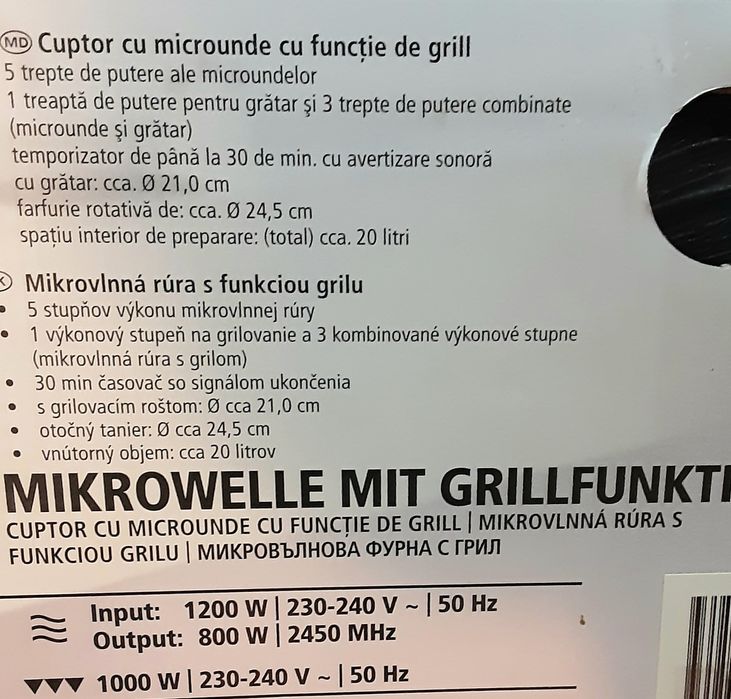 MD Cuptor cu microunde cu funcție de grill
5 trepte de putere ale microundelor
1 treaptă de putere pentru grătar și 3 trepte de putere combinate
(microunde și grătar)
temporizator de până la 30 de min. cu avertizare sonoră
cu grătar: cca. Ø 21,0 cm
farfurie rotativă de: cca. Ø 24,5 cm
spațiu interior de preparare: (total) cca. 20 litri
Mikrovlnná rúra s funkciou grilu
• 5 stupňov výkonu mikrovlnnej rúry
• 1 výkonový stupeň na grilovanie a 3 kombinované výkonové stupne
(mikrovlnná rúra s grilom)
• 30 min časovač so signálom ukončenia
• s grilovacím roštom: Ø cca 21,0 cm
• otočný tanier: Ø cca 24,5 cm
• vnútorný objem: cca 20 litrov
MIKROWELLE MIT GRILLFUNKTI
CUPTOR CU MICROUNDE CU FUNCȚIE DE GRILL | MIKROVLNNÁ RÚRA S
FUNKCIOU GRILU | МИКРОВЪЛНОВА ФУРНА С ГРИЛ
Input: 1200 W | 230-240 V ~ | 50 Hz
Output: 800 W | 2450 MHz
1000 W | 230-240 V ~ | 50 Hz